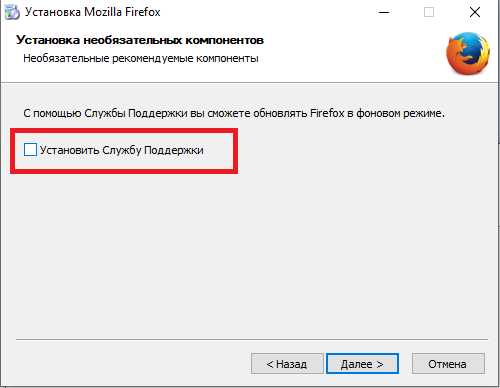 Установка Mozilla Firefox
Установка необязательных компонентов
Необязательные рекомендуемые компоненты
С помощью Службы Поддержки вы сможете обновлять Firefox в фоновом режиме.
Установить Службу Поддержки
< Назад Далее > Отмена